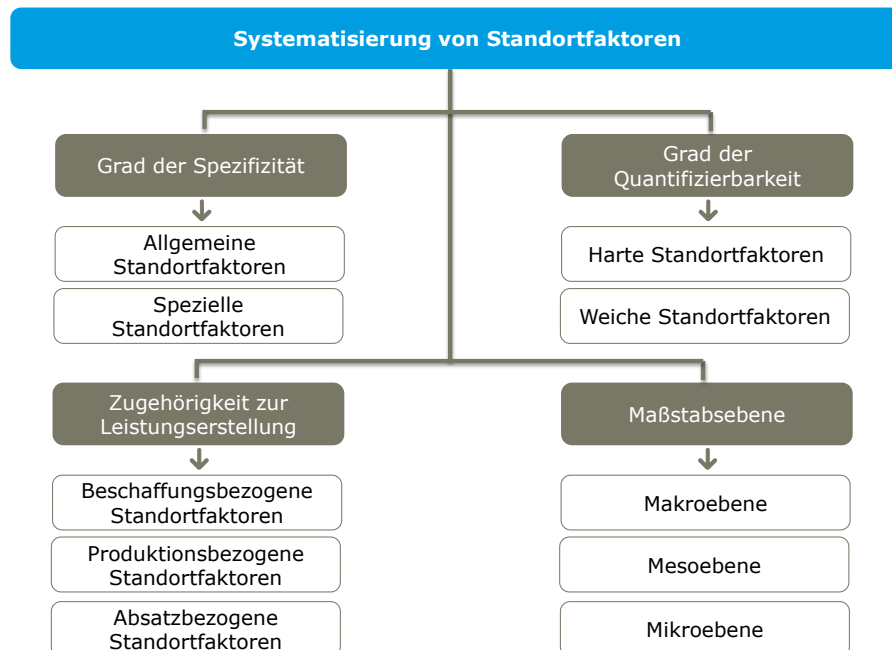 Systematisierung von Standortfaktoren
Grad der Spezifizität
Allgemeine
Standortfaktoren
Spezielle
Standortfaktoren
Grad der
Quantifizierbarkeit
Harte Standortfaktoren
Weiche Standortfaktoren
Zugehörigkeit zur
Leistungserstellung
Beschaffungsbezogene
Standortfaktoren
Produktionsbezogene
Standortfaktoren
Absatzbezogene
Standortfaktoren
Maßstabsebene
Makroebene
Mesoebene
Mikroebene